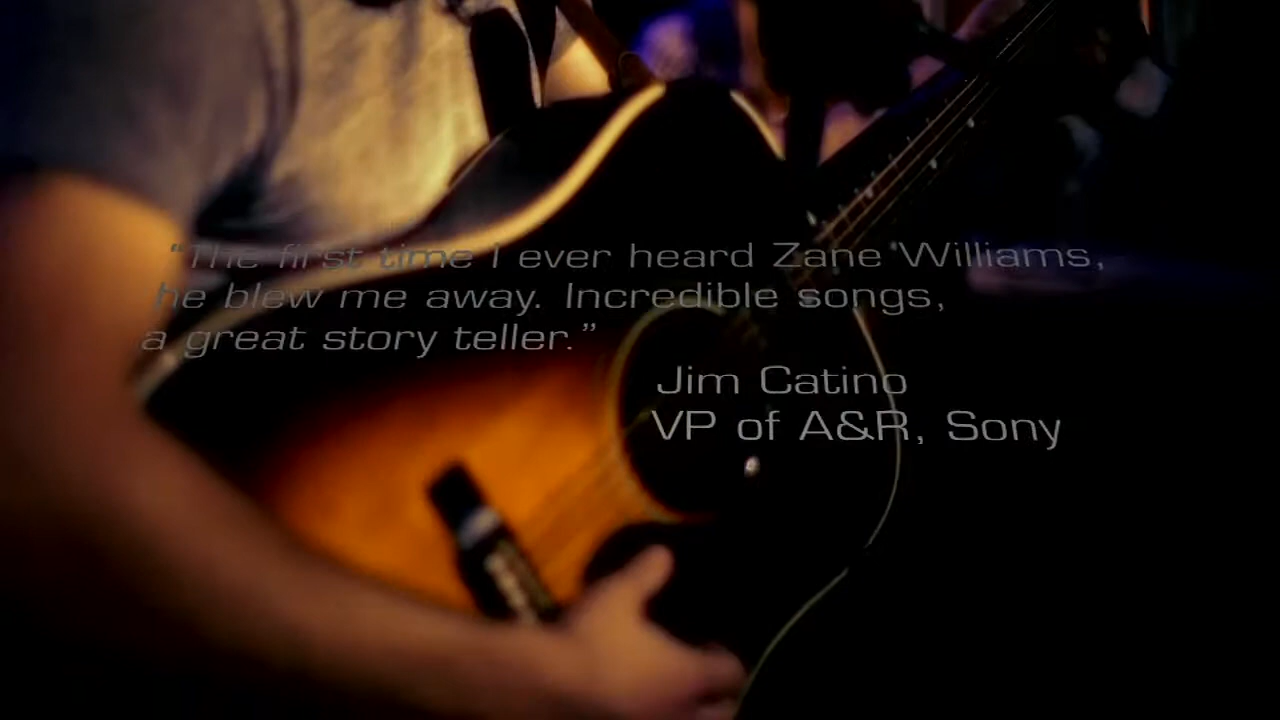 “The first time I ever heard Zane Williams,
he blew me away. Incredible songs,
a great story teller.”
Jim Catino
VP of A&R, Sony